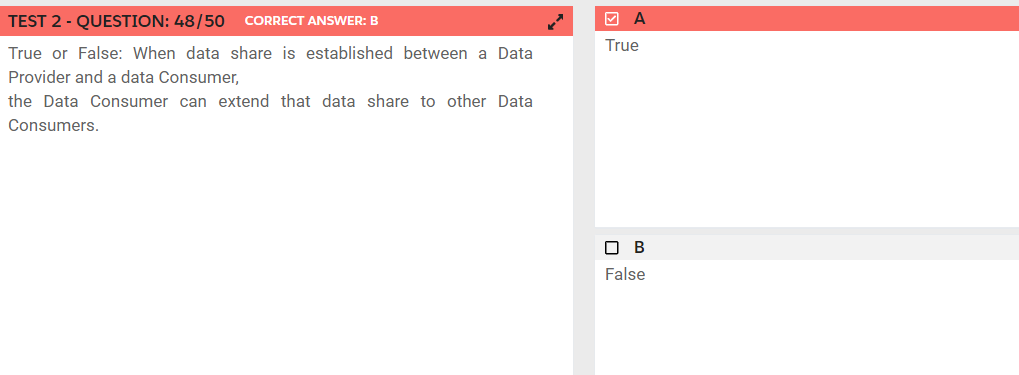 TEST 2 - QUESTION: 48/50 CORRECT ANSWER: B
True or False: When data share is established between a Data
Provider and a data Consumer,
the Data Consumer can extend that data share to other Data
Consumers.
A
True
B
False